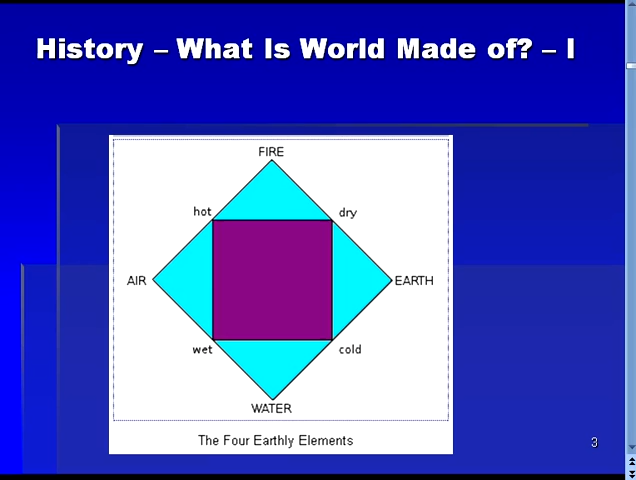 History – What Is World Made of? – I
FIRE
hot dry
AIR EARTH
wet cold
WATER
The Four Earthly Elements
3